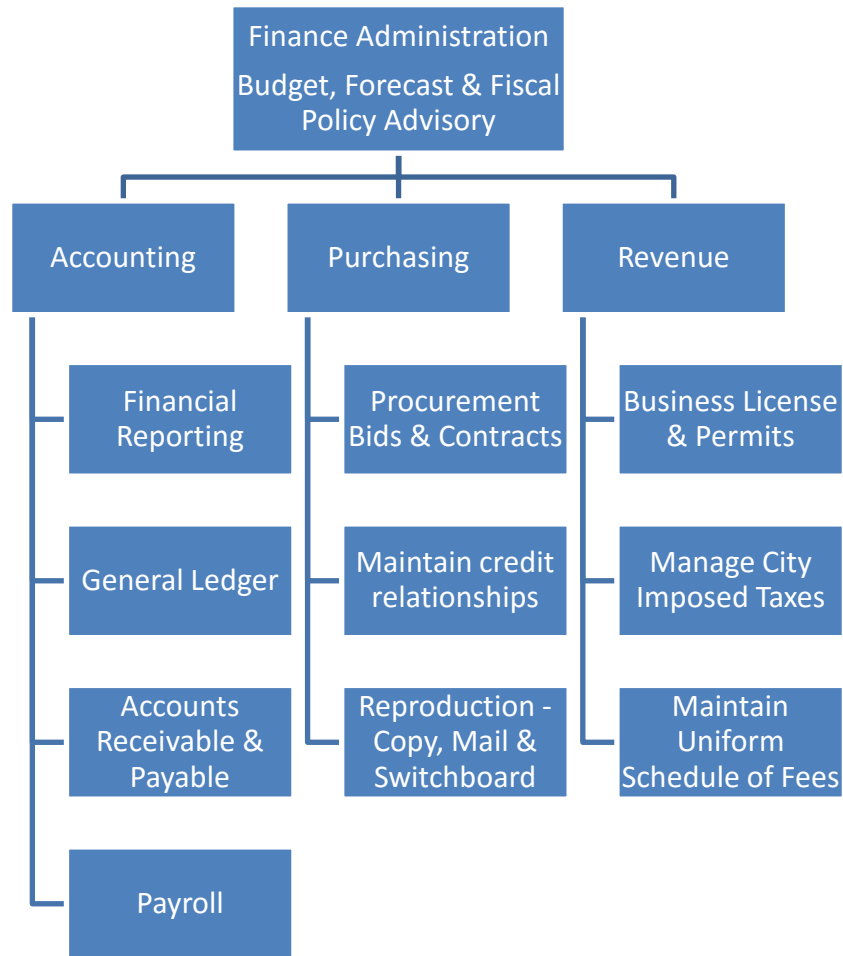 Finance Administration
Budget, Forecast & Fiscal
Policy Advisory
Accounting
Purchasing
Revenue
Financial
Reporting
General Ledger
Accounts
Receivable &
Payable
Payroll
Procurement
Bids & Contracts
Maintain credit
relationships
Reproduction -
Copy, Mail &
Switchboard
Business License
& Permits
Manage City
Imposed Taxes
Maintain
Uniform
Schedule of Fees